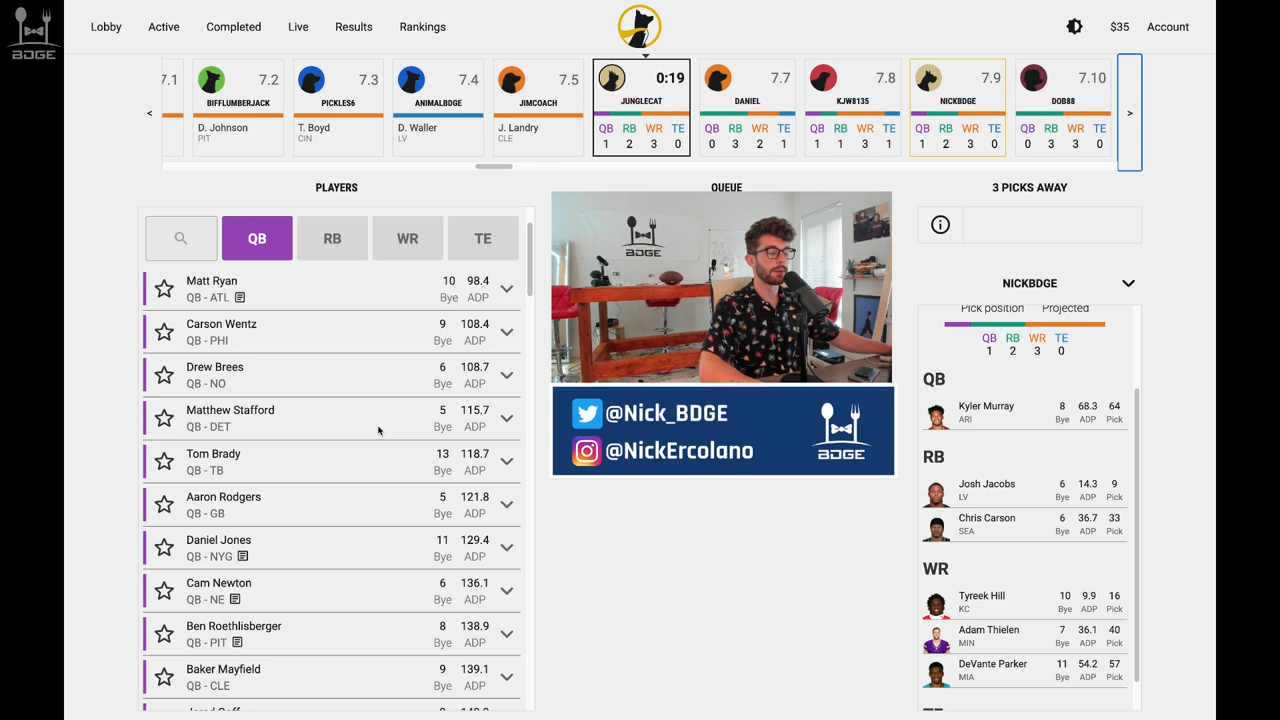 BDGE
Lobby Active Completed Live Results Rankings $35 Account
7.1
7.2
BIFFLUMBERJACK
D. Johnson
PIT
7.3
PICKLES6
T. Boyd
CIN
7.4
ANIMALBDGE
D. Waller
LV
7.5
JIMCOACH
J. Landry
CLE
0:19
JUNGLECAT
QB RB WR TE
1 2 3 0
7.7
DANIEL
QB RB WR TE
0 3 2 1
7.8
KJW8135
QB RB WR TE
1 1 3 1
7.9
NICKBDGE
QB RB WR TE
1 2 3 0
7.10
DOB88
QB RB WR TE
0 3 3 0
< >
PLAYERS
QB RB WR TE
Matt Ryan 10 98.4
QB - ATL Bye ADP
Carson Wentz 9 108.4
QB - PHI Bye ADP
Drew Brees 6 108.7
QB - NO Bye ADP
Matthew Stafford 5 115.7
QB - DET Bye ADP
Tom Brady 13 118.7
QB - TB Bye ADP
Aaron Rodgers 5 121.8
QB - GB Bye ADP
Daniel Jones 11 129.4
QB - NYG Bye ADP
Cam Newton 6 136.1
QB - NE Bye ADP
Ben Roethlisberger 8 138.9
QB - PIT Bye ADP
Baker Mayfield 9 139.1
QB - CLE Bye ADP
QUEUE
BDGE
@Nick_BDGE
@NickErcolano
BDGE
3 PICKS AWAY
NICKBDGE
Pick position Projected
QB RB WR TE
1 2 3 0
QB
Kyler Murray 8 68.3 64
ARI Bye ADP Pick
RB
Josh Jacobs 6 14.3 9
LV Bye ADP Pick
Chris Carson 6 36.7 33
SEA Bye ADP Pick
WR
Tyreek Hill 10 9.9 16
KC Bye ADP Pick
Adam Thielen 7 36.1 40
MIN Bye ADP Pick
DeVante Parker 11 54.2 57
MIA Bye ADP Pick